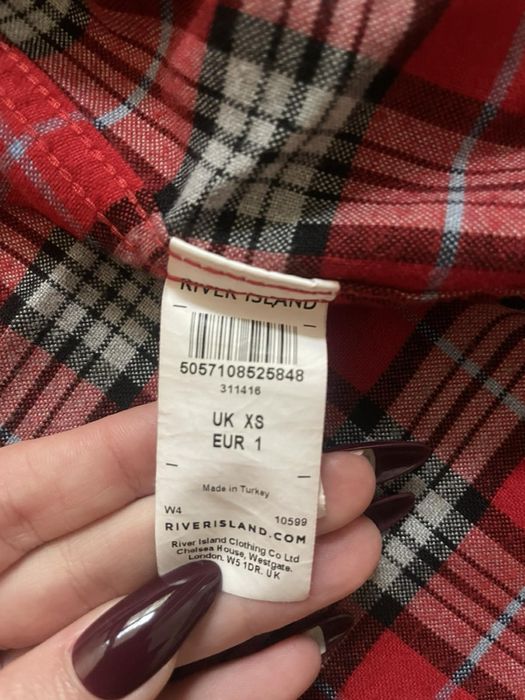 RIVER ISLAND
5057108525848
311416
UK XS
EUR 1
Made in Turkey
W4 10599
RIVERISLAND.COM
River Island Clothing Co Ltd
Chelsea House, Westgate.
London. W5 1DR. UK